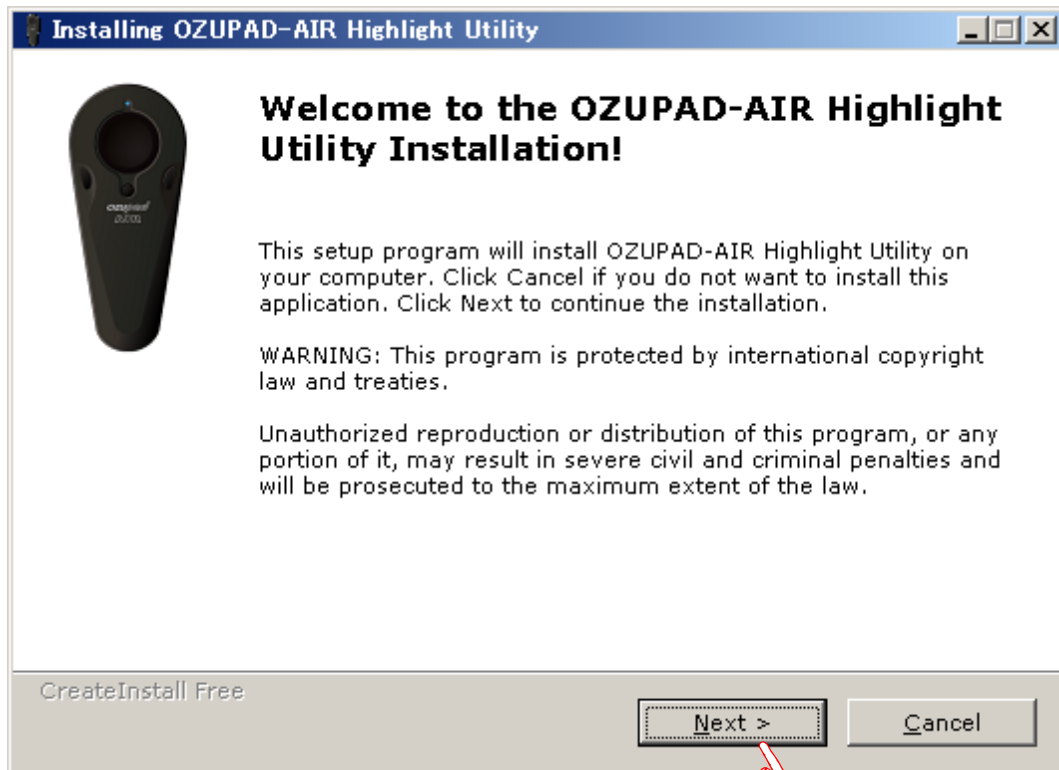 Installing OZUPAD-AIR Highlight Utility
Welcome to the OZUPAD-AIR Highlight
Utility Installation!
ozupad
This setup program will install OZUPAD-AIR Highlight Utility on
your computer. Click Cancel if you do not want to install this
application. Click Next to continue the installation.
WARNING: This program is protected by international copyright
law and treaties.
Unauthorized reproduction or distribution of this program, or any
portion of it, may result in severe civil and criminal penalties and
will be prosecuted to the maximum extent of the law.
CreateInstall Free
Next >
Cancel